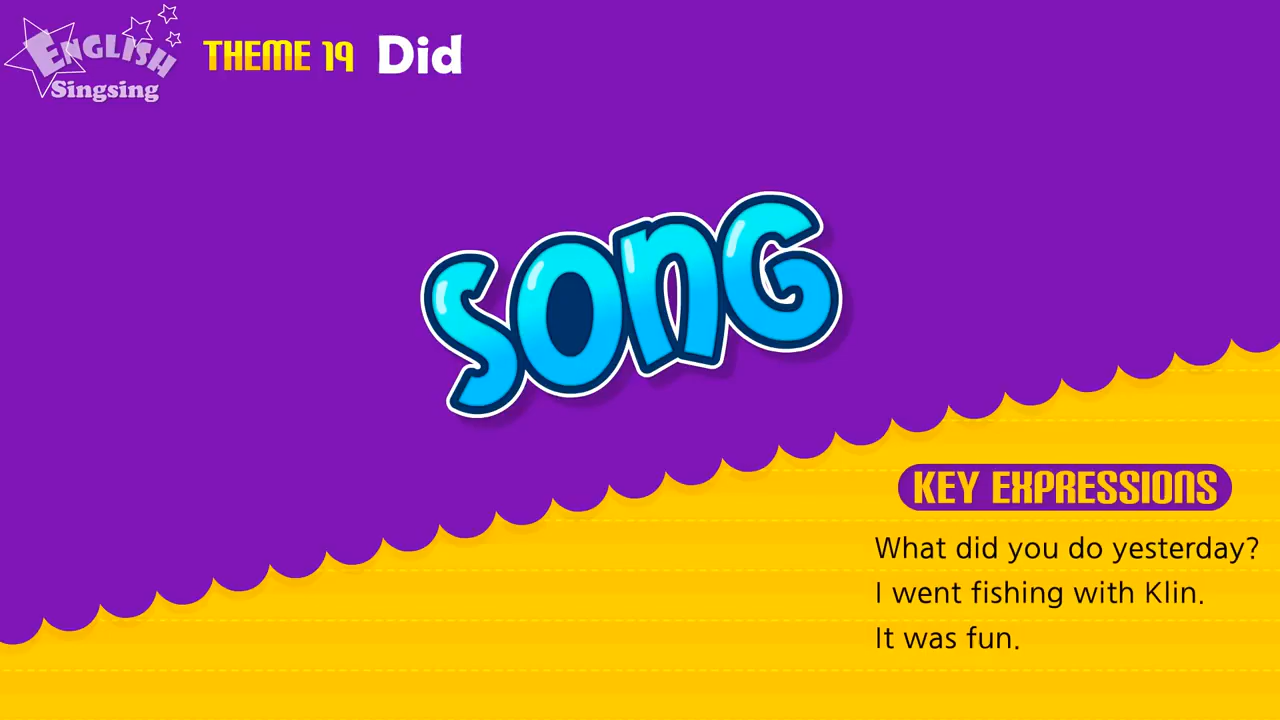 ENGLISH
Singsing
THEME 19 Did
SONG
KEY EXPRESSIONS
What did you do yesterday?
I went fishing with Klin.
It was fun.